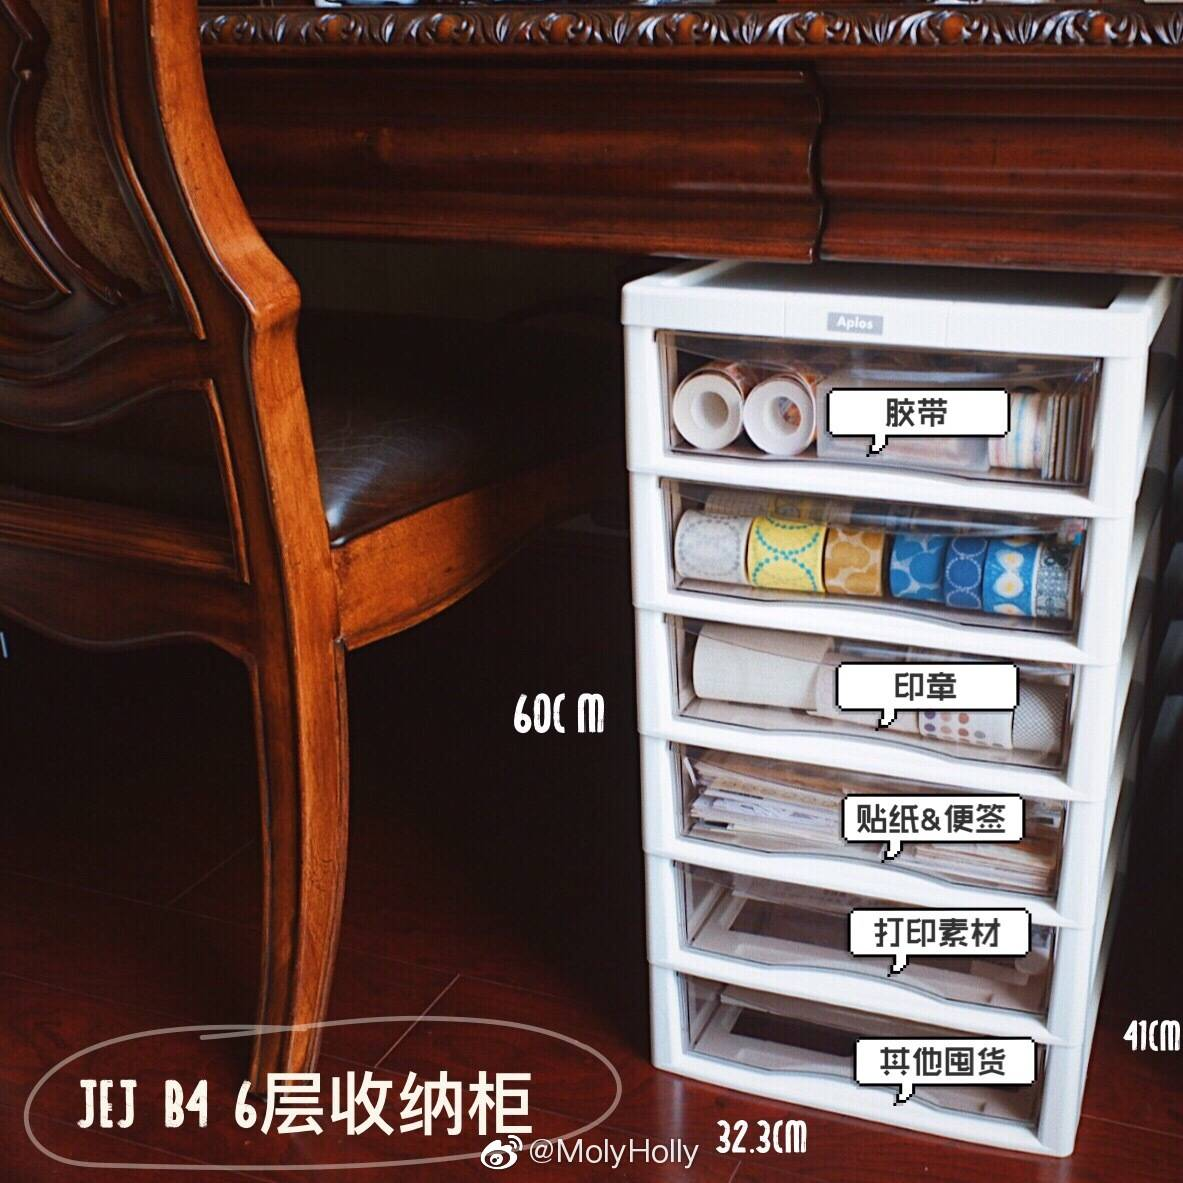 Aplos
胶带
印章
60CM
贴纸&便签
打印素材
41CM
其他囤货
JEJ B4 6层收纳柜
32.3CM
@MolyHolly